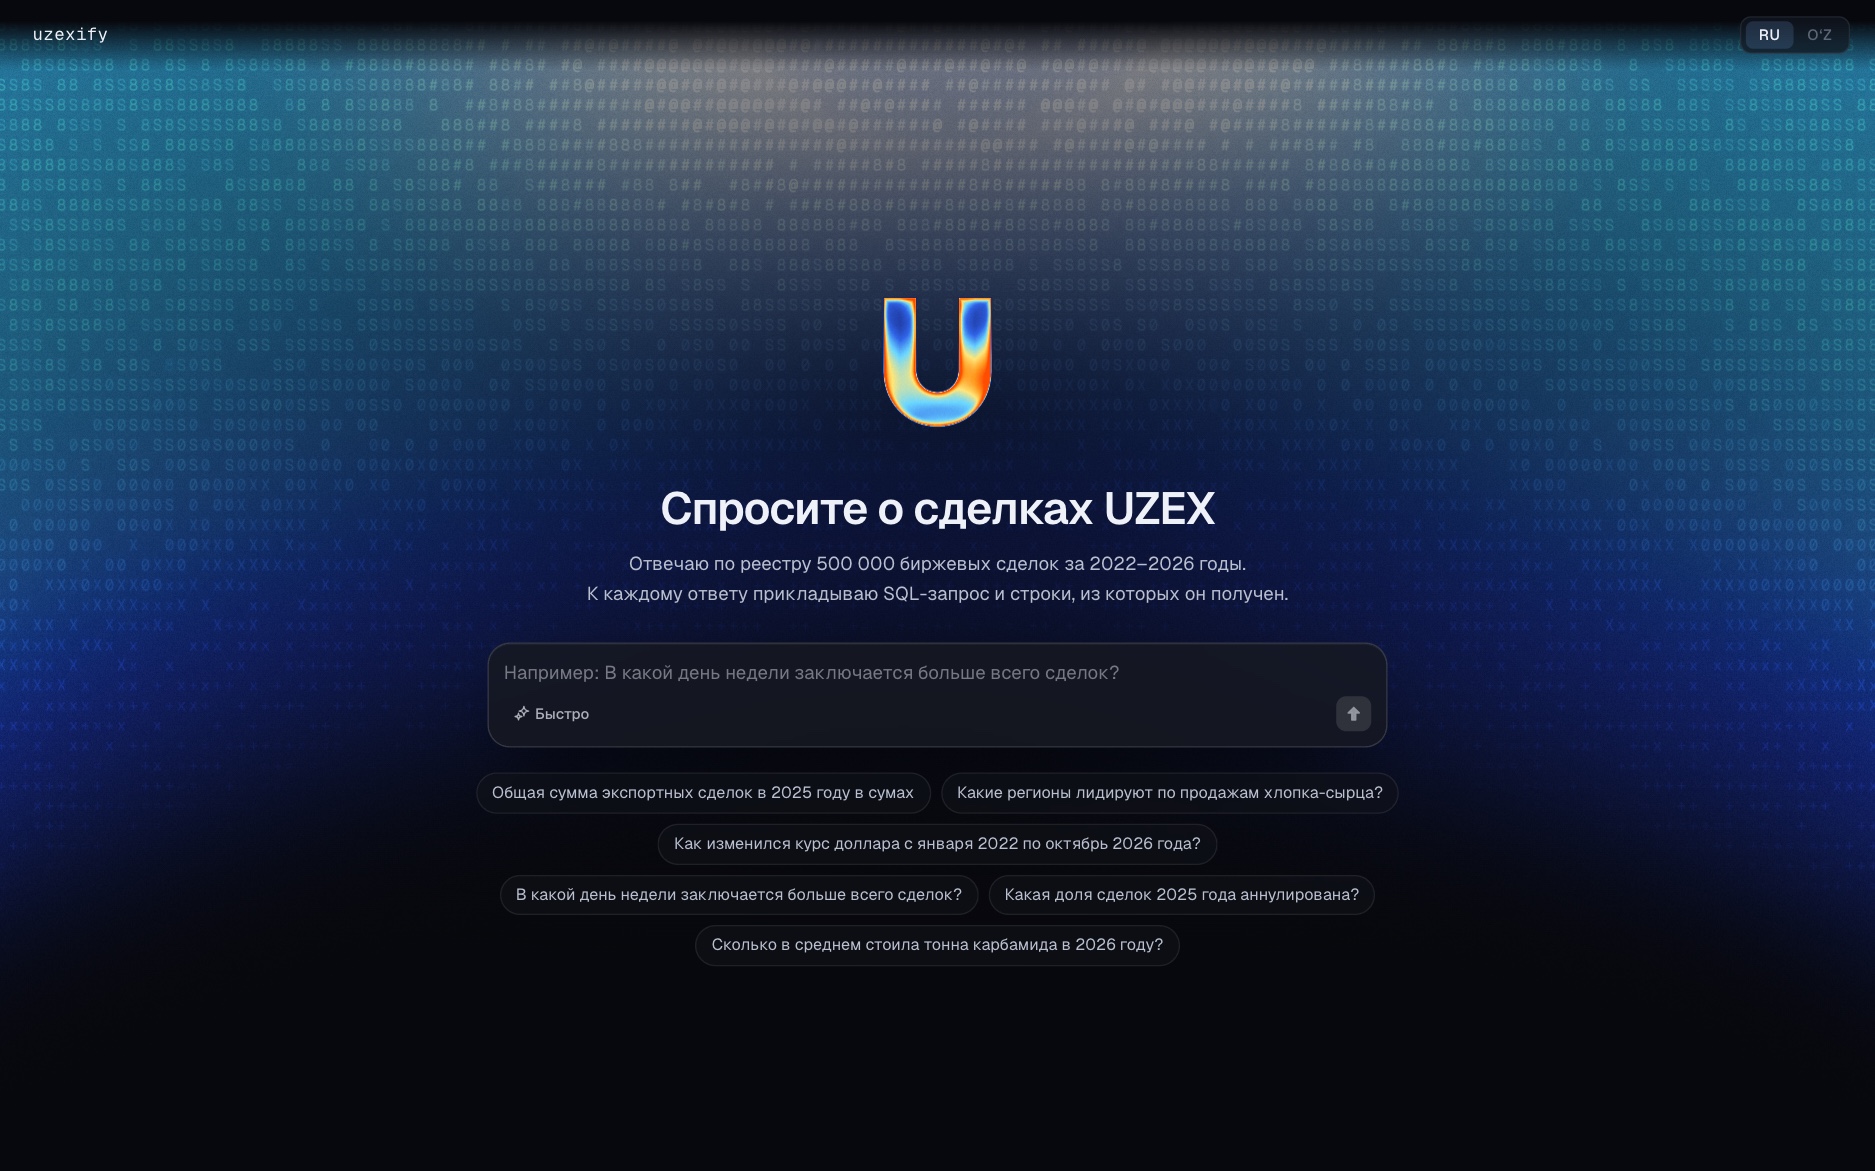 uzexify
RU O'Z
U
Спросите о сделках UZEX
Отвечаю по реестру 500 000 биржевых сделок за 2022–2026 годы.
К каждому ответу прикладываю SQL-запрос и строки, из которых он получен.
Например: В какой день недели заключается больше всего сделок?
Быстро
Общая сумма экспортных сделок в 2025 году в сумах
Какие регионы лидируют по продажам хлопка-сырца?
Как изменился курс доллара с января 2022 по октябрь 2026 года?
В какой день недели заключается больше всего сделок?
Какая доля сделок 2025 года аннулирована?
Сколько в среднем стоила тонна карбамида в 2026 году?